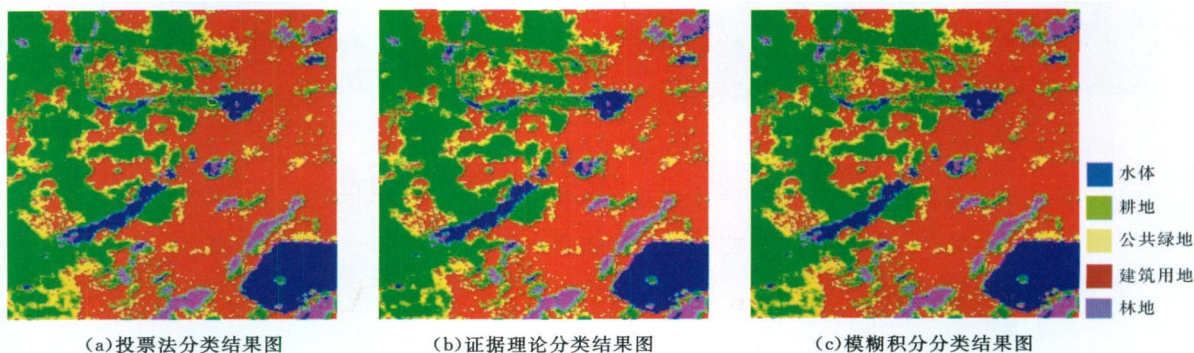 水体
耕地
公共绿地
建筑用地
林地
(a)投票法分类结果图
(b)证据理论分类结果图
(c)模糊积分分类结果图